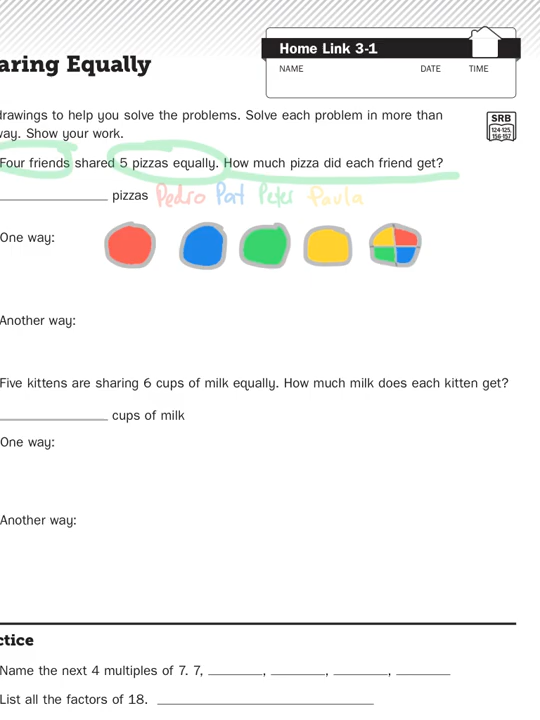 Home Link 3-1
aring Equally
NAME DATE TIME
drawings to help you solve the problems. Solve each problem in more than
way. Show your work.
SRB
124-125,
156-157
Four friends shared 5 pizzas equally. How much pizza did each friend get?
pizzas Pedro Pat Peter Paula
One way:
Another way:
Five kittens are sharing 6 cups of milk equally. How much milk does each kitten get?
cups of milk
One way:
Another way:
ctice
Name the next 4 multiples of 7. 7, ________, ________, ________, ________
List all the factors of 18.